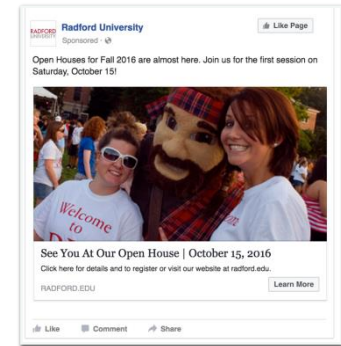 RADFORD
UNIVERSITY
Radford University
Like Page
Sponsored ·
Open Houses for Fall 2016 are almost here. Join us for the first session on
Saturday, October 15!
Welcome
to
See You At Our Open House | October 15, 2016
Click here for details and to register or visit our website at radford.edu.
RADFORD.EDU
Learn More
Like
Comment
Share